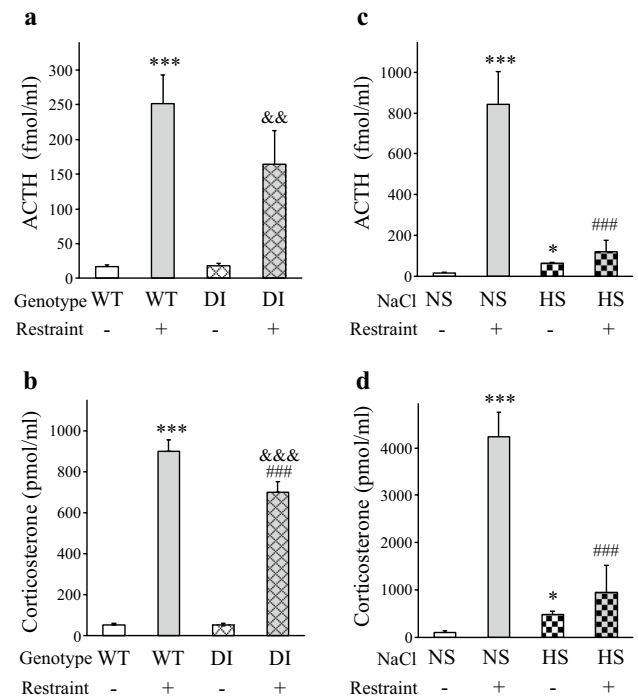 a
ACTH (fmol/ml)
350
300
250
200
150
100
50
0
***
&&
Genotype WT WT DI DI
Restraint - + - +
c
ACTH (fmol/ml)
1000
800
600
400
200
0
***
*
###
NaCl NS NS HS HS
Restraint - + - +
b
Corticosterone (pmol/ml)
1000
800
600
400
200
0
***
&&&
###
Genotype WT WT DI DI
Restraint - + - +
d
Corticosterone (pmol/ml)
4000
3000
2000
1000
0
***
*
###
NaCl NS NS HS HS
Restraint - + - +